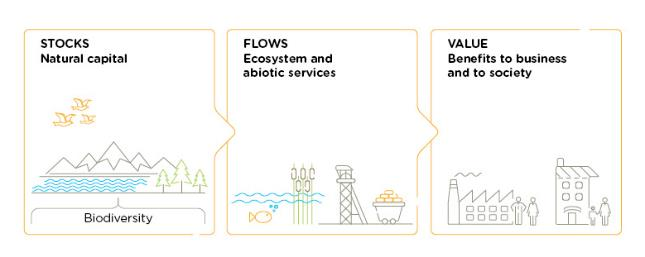 STOCKS
Natural capital
Biodiversity
FLOWS
Ecosystem and
abiotic services
VALUE
Benefits to business
and to society